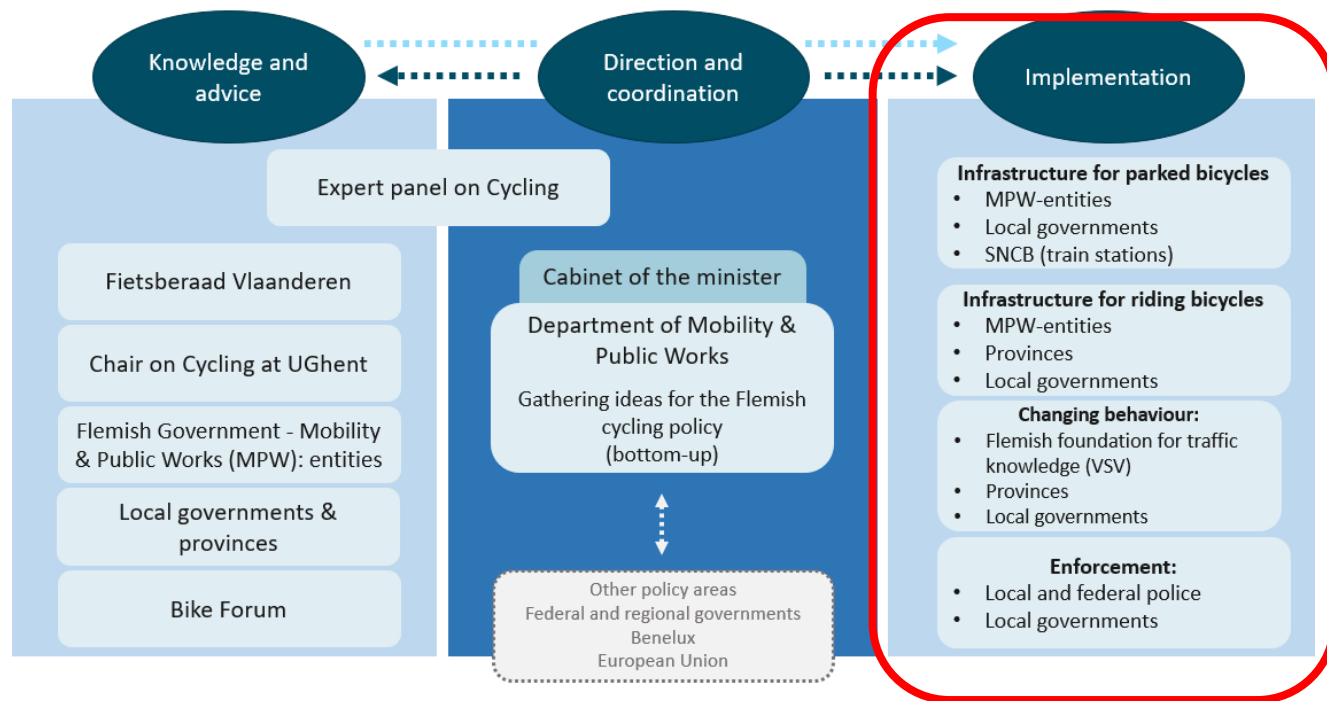 Knowledge and
advice
Direction and
coordination
Implementation
Expert panel on Cycling
Fietsberaad Vlaanderen
Chair on Cycling at UGhent
Flemish Government - Mobility
& Public Works (MPW): entities
Local governments &
provinces
Bike Forum
Cabinet of the minister
Department of Mobility &
Public Works
Gathering ideas for the Flemish
cycling policy
(bottom-up)
Other policy areas
Federal and regional governments
Benelux
European Union
Infrastructure for parked bicycles
• MPW-entities
• Local governments
• SNCB (train stations)
Infrastructure for riding bicycles
• MPW-entities
• Provinces
• Local governments
Changing behaviour:
• Flemish foundation for traffic
knowledge (VSV)
• Provinces
• Local governments
Enforcement:
• Local and federal police
• Local governments